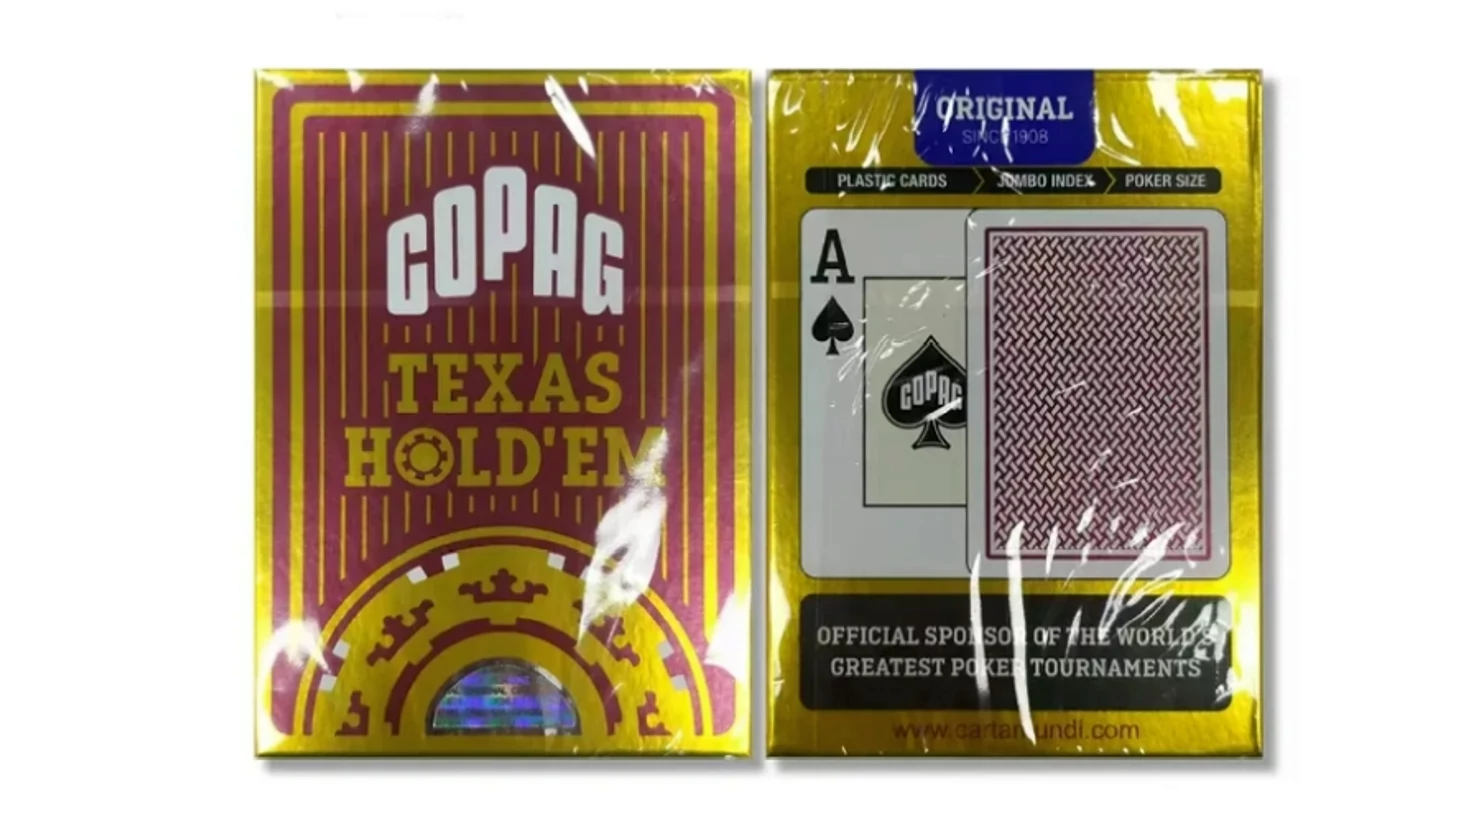 COPAG
TEXAS
HOLD'EM
ORIGINAL
SINCE 1908
PLASTIC CARDS
JUMBO INDEX
POKER SIZE
A
COPAG
OFFICIAL SPONSOR OF THE WORLD'S
GREATEST POKER TOURNAMENTS
www.cartamundi.com